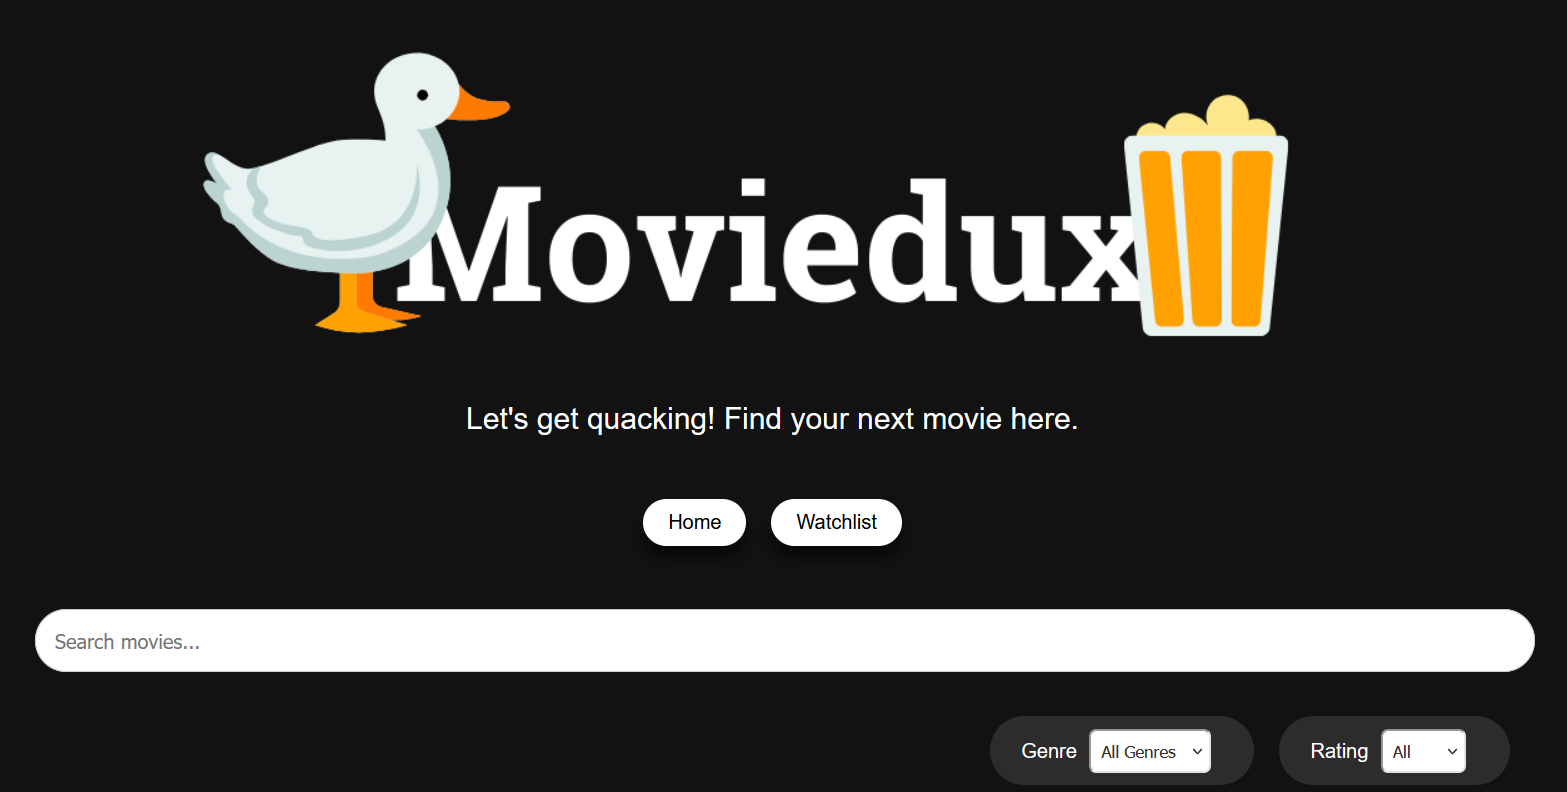 Moviedux
Let's get quacking! Find your next movie here.
Home Watchlist
Search movies...
Genre All Genres Rating All